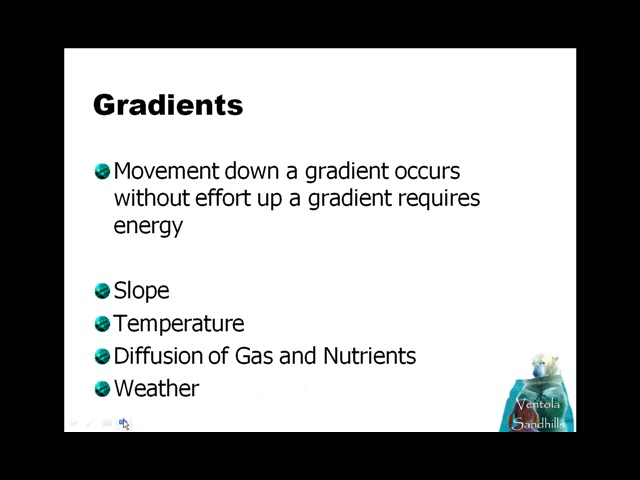 Gradients
Movement down a gradient occurs
without effort up a gradient requires
energy
Slope
Temperature
Diffusion of Gas and Nutrients
Weather
Ventola
Sandhills